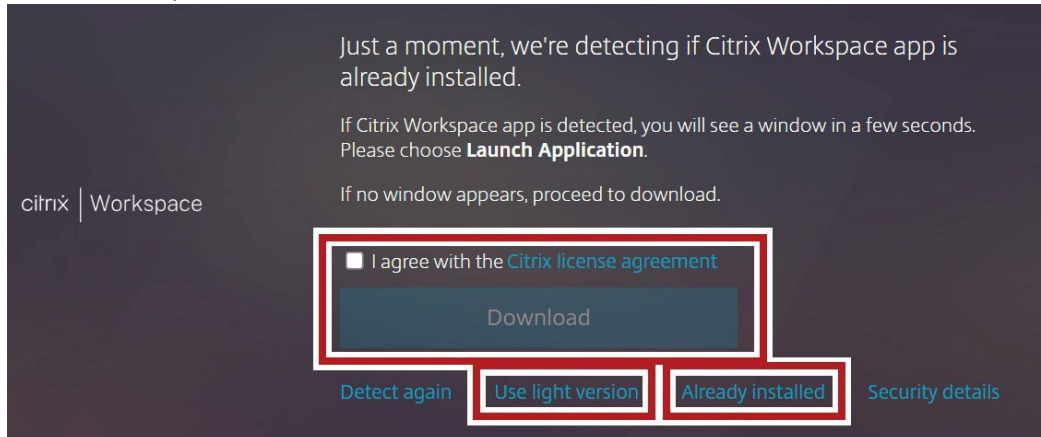 Just a moment, we're detecting if Citrix Workspace app is
already installed.
If Citrix Workspace app is detected, you will see a window in a few seconds.
Please choose Launch Application.
If no window appears, proceed to download.
citrix | Workspace
I agree with the Citrix license agreement
Download
Detect again Use light version Already installed Security details